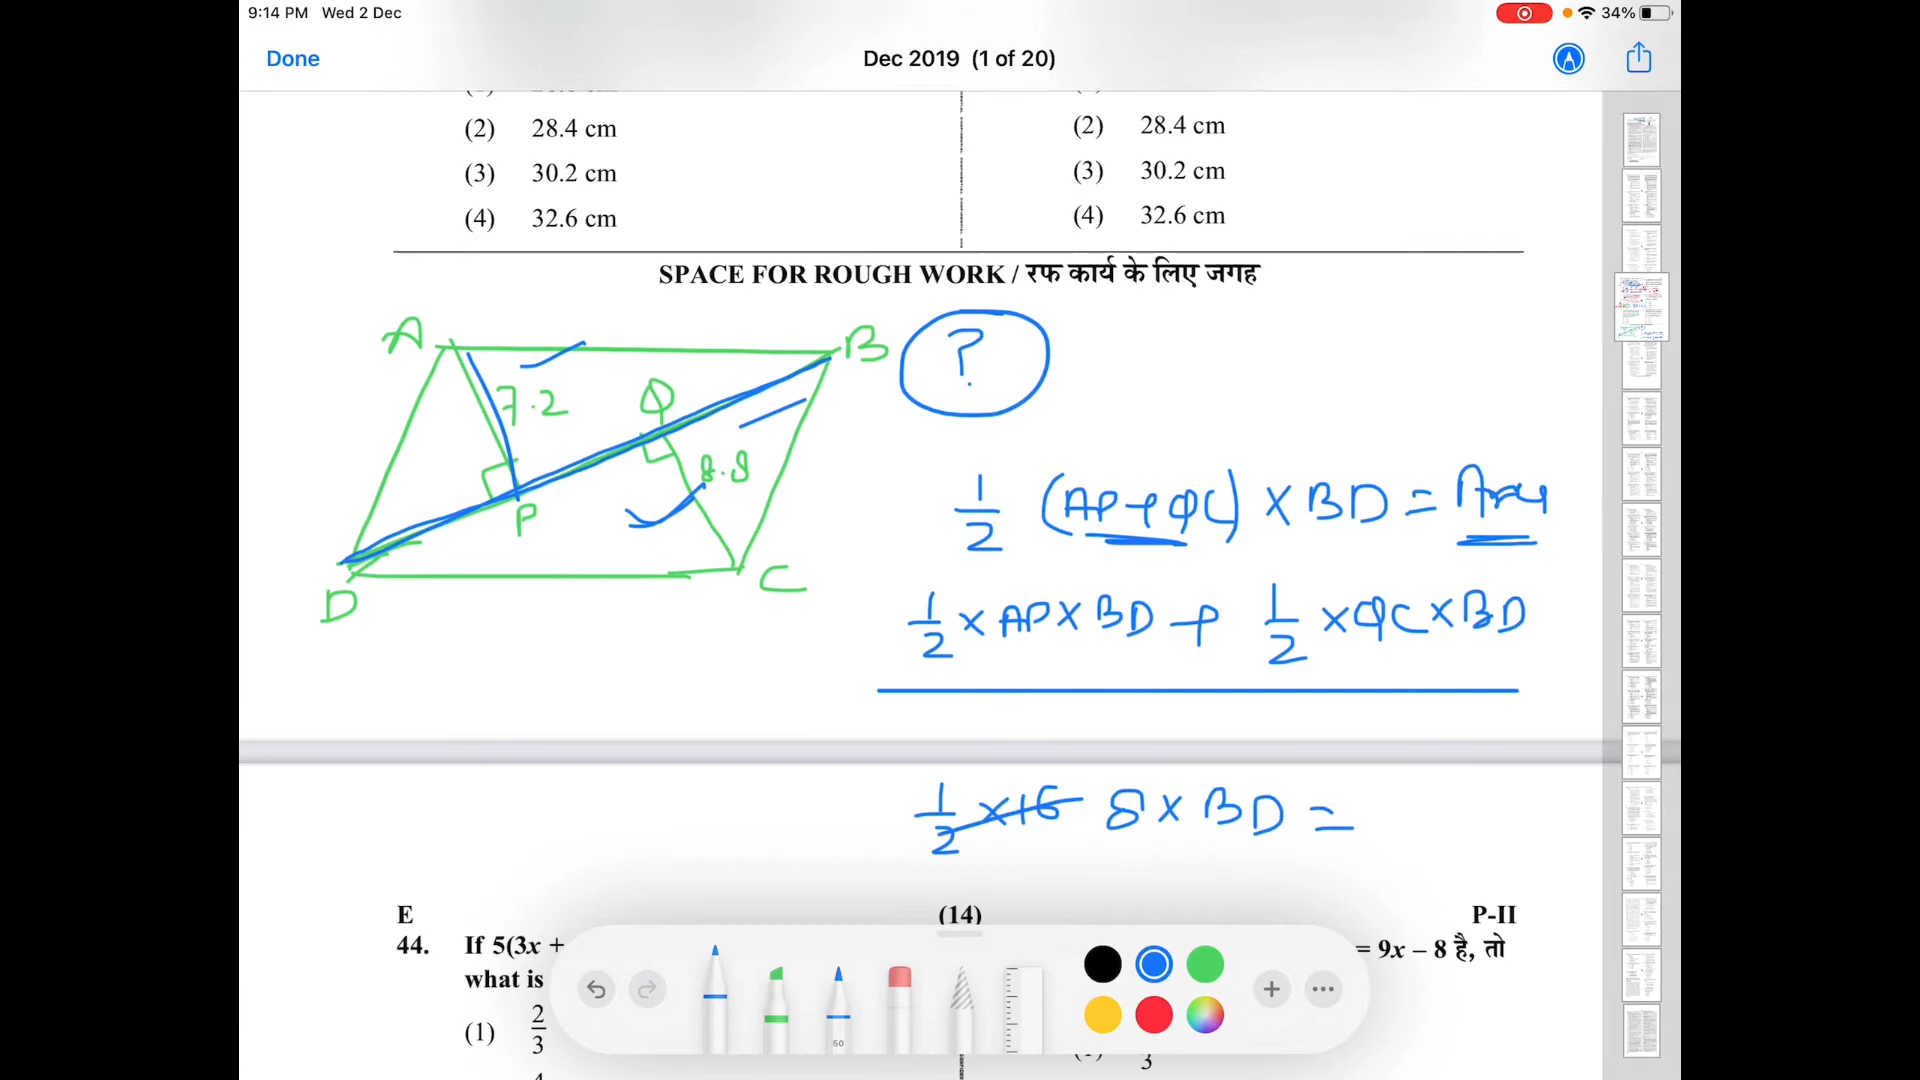 9:14 PM Wed 2 Dec 34%
Done Dec 2019 (1 of 20)
(2) 28.4 cm
(3) 30.2 cm
(4) 32.6 cm
(2) 28.4 cm
(3) 30.2 cm
(4) 32.6 cm
SPACE FOR ROUGH WORK / रफ कार्य के लिए जगह
A B ?
7.2 Q
8.8
P
D C
1/2 (AP+QC) × BD = Area
1/2 × AP × BD + 1/2 × QC × BD
1/2 × 16 8 × BD =
E (14) P-II
44. If 5(3x +
what is
(1) 2/3
= 9x – 8 है, तो
3
50